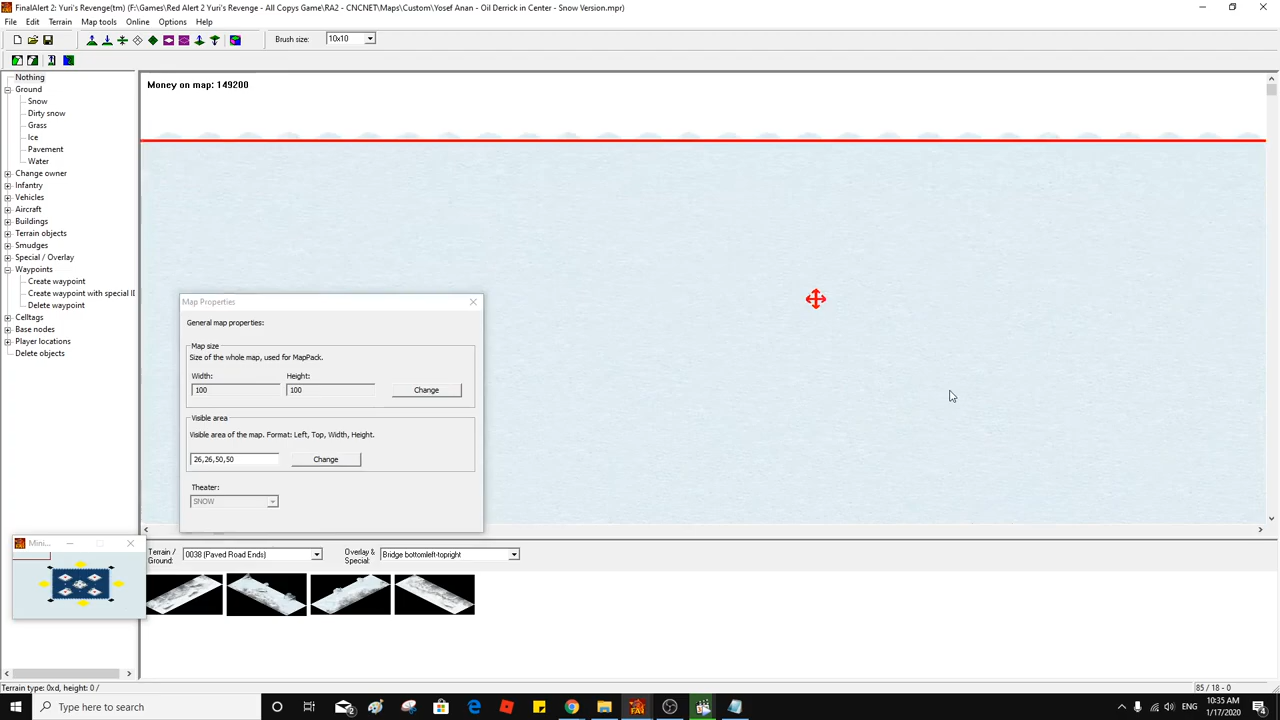 FinalAlert 2: Yuri's Revenge(tm) (F:\Games\Red Alert 2 Yuri's Revenge - All Copys Game\RA2 - CNCNET\Maps\Custom\Yosef Anan - Oil Derrick in Center - Snow Version.mpr)
File Edit Terrain Map tools Online Options Help
Brush size: 10x10
Nothing
Ground
Snow
Dirty snow
Grass
Ice
Pavement
Water
Change owner
Infantry
Vehicles
Aircraft
Buildings
Terrain objects
Smudges
Special / Overlay
Waypoints
Create waypoint
Create waypoint with special ID
Delete waypoint
Celltags
Base nodes
Player locations
Delete objects
Money on map: 149200
Map Properties
General map properties:
Map size
Size of the whole map, used for MapPack.
Width: Height:
100 100 Change
Visible area
Visible area of the map. Format: Left, Top, Width, Height.
26,26,50,50 Change
Theater:
SNOW
Mini...
Terrain / Ground: 0038 (Paved Road Ends) Overlay & Special: Bridge bottomleft-topright
Terrain type: 0xd, height: 0 / 85 / 18 - 0
Type here to search
2
10:35 AM
1/17/2020
4